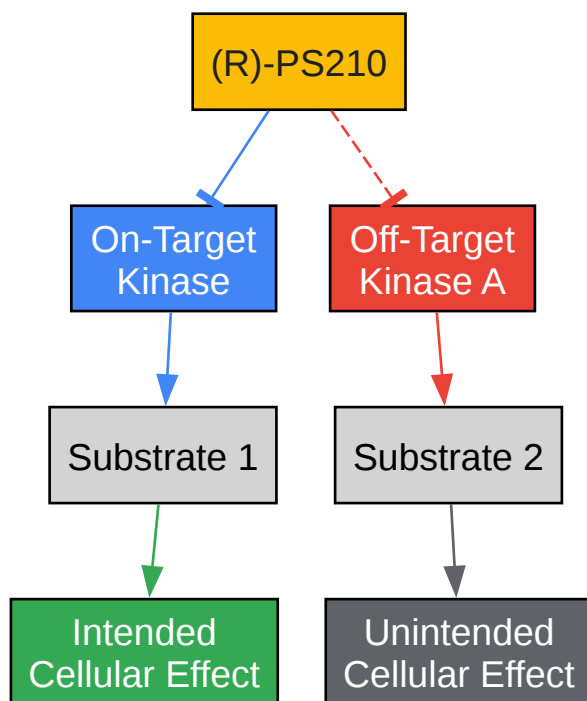 (R)-PS210
On-Target
Kinase
Off-Target
Kinase A
Substrate 1
Substrate 2
Intended
Cellular Effect
Unintended
Cellular Effect